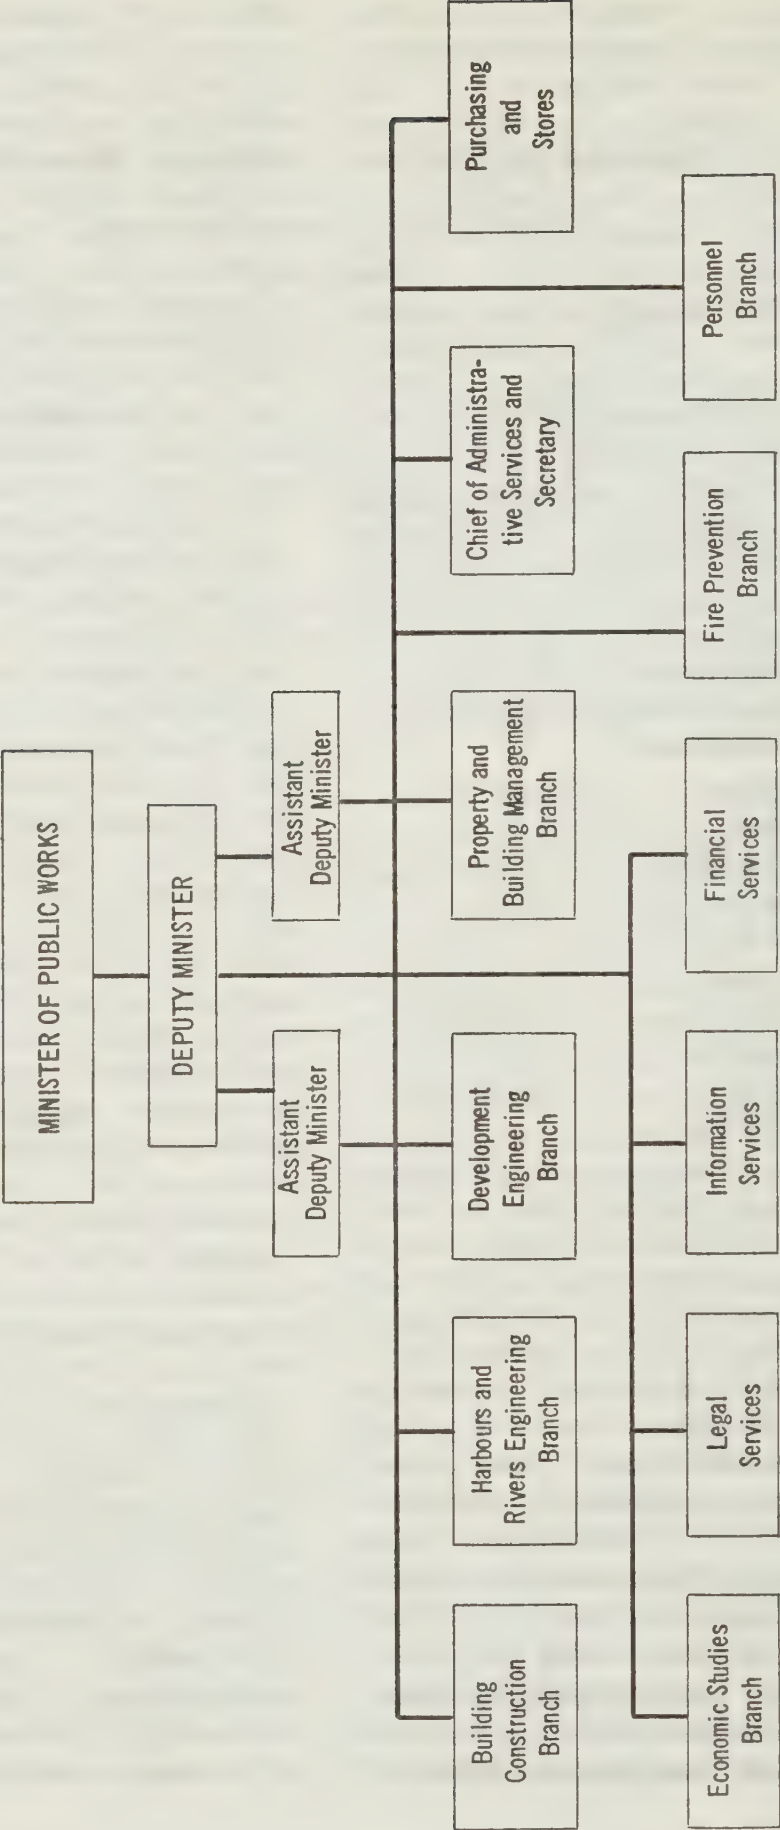 MINISTER OF PUBLIC WORKS
DEPUTY MINISTER
Assistant
Deputy Minister
Assistant
Deputy Minister
Building
Construction
Branch
Harbours and
Rivers Engineering
Branch
Development
Engineering
Branch
Property and
Building Management
Branch
Chief of Administra-
tive Services and
Secretary
Purchasing
and
Stores
Economic Studies
Branch
Legal
Services
Information
Services
Financial
Services
Fire Prevention
Branch
Personnel
Branch